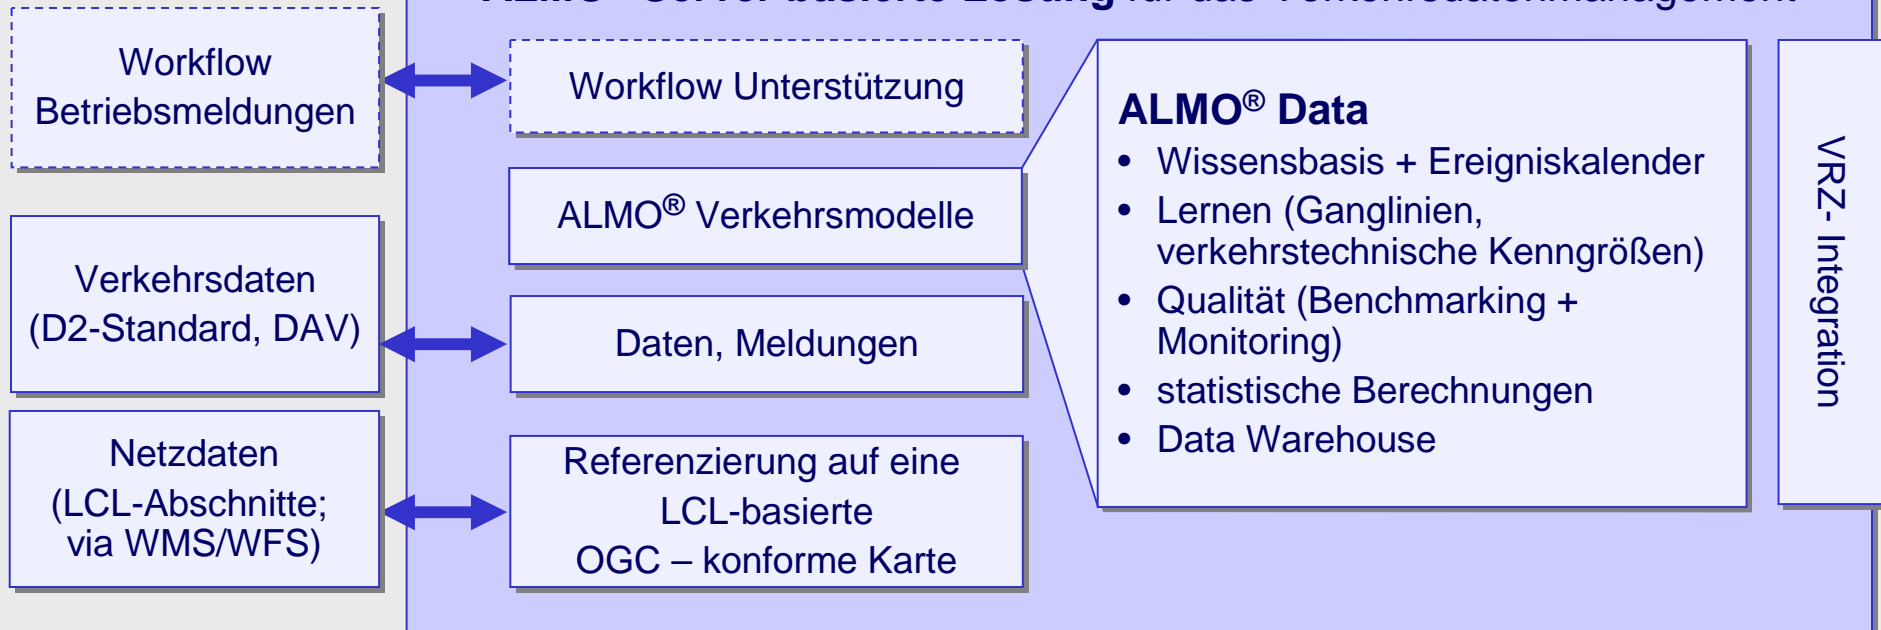 Workflow
Betriebsmeldungen
Verkehrsdaten
(D2-Standard, DAV)
Netzdaten
(LCL-Abschnitte;
via WMS/WFS)
Workflow Unterstützung
ALMO® Verkehrsmodelle
Daten, Meldungen
Referenzierung auf eine
LCL-basierte
OGC – konforme Karte
ALMO® Data
• Wissensbasis + Ereigniskalender
• Lernen (Ganglinien,
verkehrstechnische Kenngrößen)
• Qualität (Benchmarking +
Monitoring)
• statistische Berechnungen
• Data Warehouse
VRZ- Integration